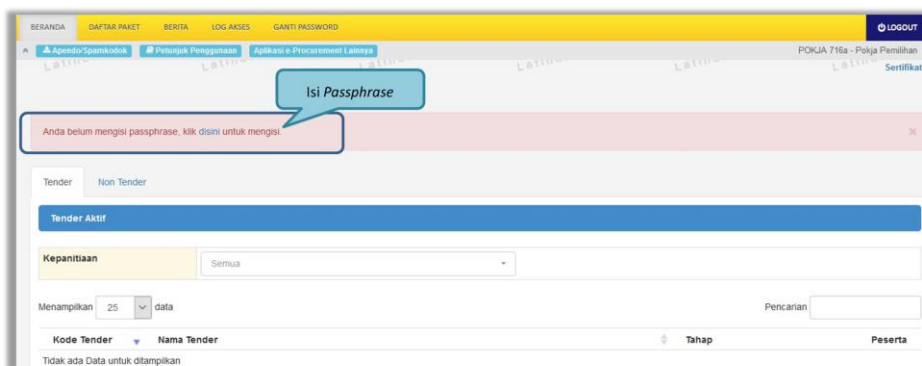 BERANDA DAFTAR PAKET BERITA LOG AKSES GANTI PASSWORD LOGOUT
Apendo/Spamkodok Petunjuk Penggunaan Aplikasi e-Procurement Lainnya POKJA 716a - Pokja Pemilihan
Sertifikat
Isi Passphrase
Anda belum mengisi passphrase, klik disini untuk mengisi.
Tender Non Tender
Tender Aktif
Kepanitiaan Semua
Menampilkan 25 data Pencarian
Kode Tender Nama Tender Tahap Peserta
Tidak ada Data untuk ditampilkan